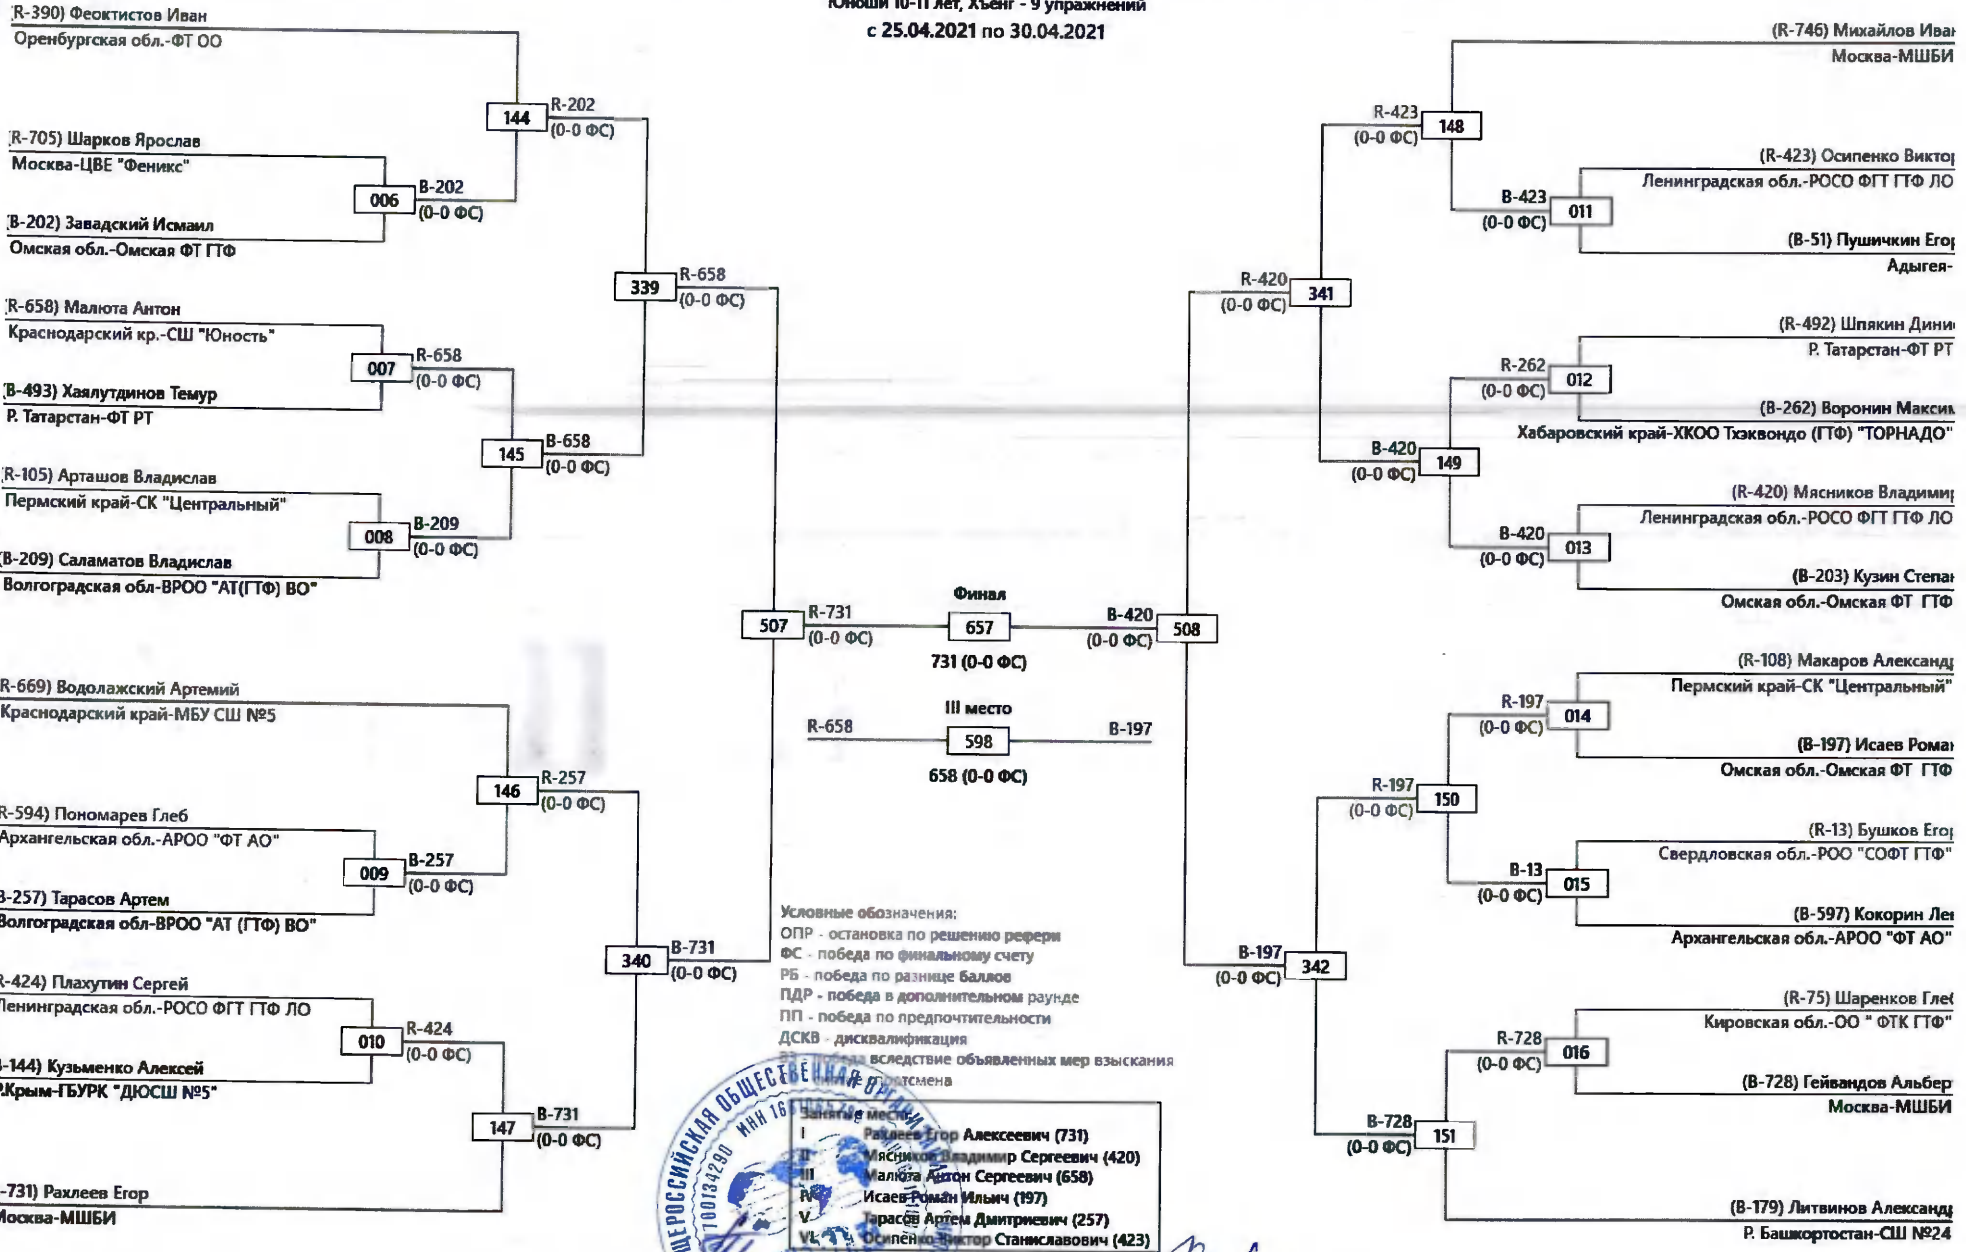 Юноши 10-11 лет, Хъенг - 9 упражнений
с 25.04.2021 по 30.04.2021
R-390) Феоктистов Иван
Оренбургская обл.-ФТ ОО
144
R-202
(0-0 ФС)
R-705) Шарков Ярослав
Москва-ЦВЕ "Феникс"
006
B-202
(0-0 ФС)
B-202) Завадский Исмаил
Омская обл.-Омская ФТ ГТФ
339
R-658
(0-0 ФС)
R-658) Малюта Антон
Краснодарский кр.-СШ "Юность"
007
R-658
(0-0 ФС)
B-493) Хаялутдинов Темур
Р. Татарстан-ФТ РТ
145
B-658
(0-0 ФС)
R-105) Арташов Владислав
Пермский край-СК "Центральный"
008
B-209
(0-0 ФС)
(B-209) Саламатов Владислав
Волгоградская обл-ВРОО "АТ(ГТФ) ВО"
507
R-731
(0-0 ФС)
R-669) Водолажский Артемий
Краснодарский край-МБУ СШ №5
146
R-257
(0-0 ФС)
R-594) Пономарев Глеб
Архангельская обл.-АРОО "ФТ АО"
009
B-257
(0-0 ФС)
B-257) Тарасов Артем
Волгоградская обл-ВРОО "АТ (ГТФ) ВО"
340
B-731
(0-0 ФС)
R-424) Плахутин Сергей
Ленинградская обл.-РОСО ФГТ ГТФ ЛО
010
R-424
(0-0 ФС)
-144) Кузьменко Алексей
Р.Крым-ГБУРК "ДЮСШ №5"
147
B-731
(0-0 ФС)
-731) Рахлеев Егор
Москва-МШБИ
Финал
657
731 (0-0 ФС)
III место
R-658
598
B-197
658 (0-0 ФС)
(R-746) Михайлов Иван
Москва-МШБИ
R-423
(0-0 ФС)
148
(R-423) Осипенко Виктор
Ленинградская обл.-РОСО ФГТ ГТФ ЛО
B-423
(0-0 ФС)
011
(B-51) Пушичкин Егор
Адыгея-
R-420
(0-0 ФС)
341
(R-492) Шпякин Дини
Р. Татарстан-ФТ РТ
R-262
(0-0 ФС)
012
(B-262) Воронин Максим
Хабаровский край-ХКОО Тхэквондо (ГТФ) "ТОРНАДО"
B-420
(0-0 ФС)
149
(R-420) Мясников Владимир
Ленинградская обл.-РОСО ФГТ ГТФ ЛО
B-420
(0-0 ФС)
013
(B-203) Кузин Степан
Омская обл.-Омская ФТ ГТФ
B-420
(0-0 ФС)
508
(R-108) Макаров Александр
Пермский край-СК "Центральный"
R-197
(0-0 ФС)
014
(B-197) Исаев Роман
Омская обл.-Омская ФТ ГТФ
R-197
(0-0 ФС)
150
(R-13) Бушков Егор
Свердловская обл.-РОО "СОФТ ГТФ"
B-13
(0-0 ФС)
015
(B-597) Кокорин Лев
Архангельская обл.-АРОО "ФТ АО"
B-197
(0-0 ФС)
342
(R-75) Шаренков Глеб
Кировская обл.-ОО " ФТК ГТФ"
R-728
(0-0 ФС)
016
(B-728) Гейвандов Альбер
Москва-МШБИ
B-728
(0-0 ФС)
151
(B-179) Литвинов Александр
Р. Башкортостан-СШ №24
Условные обозначения:
ОПР - остановка по решению рефери
ФС - победа по финальному счету
РБ - победа по разнице баллов
ПДР - победа в дополнительном раунде
ПП - победа по предпочтительности
ДСКВ - дисквалификация
ВЗ - победа вследствие объявленных мер взыскания
спортсмена
Занятые места:
I Рахлеев Егор Алексеевич (731)
II Мясников Владимир Сергеевич (420)
III Малюта Антон Сергеевич (658)
IV Исаев Роман Ильич (197)
V Тарасов Артем Дмитриевич (257)
VI Осипенко Виктор Станиславович (423)
ОБЩЕРОССИЙСКАЯ ОБЩЕСТВЕННАЯ
ИНН